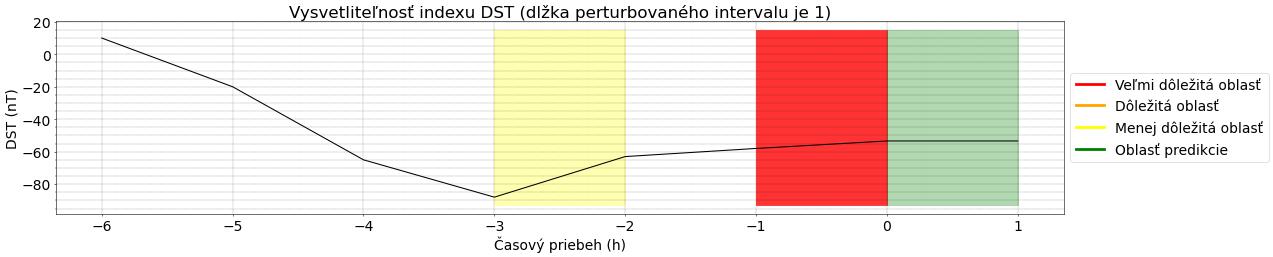 Vysvetliteľnosť indexu DST (dlžka perturbovaného intervalu je 1)
20
0
−20
−40
−60
−80
DST (nT)
−6 −5 −4 −3 −2 −1 0 1
Časový priebeh (h)
Veľmi dôležitá oblasť
Dôležitá oblasť
Menej dôležitá oblasť
Oblasť predikcie